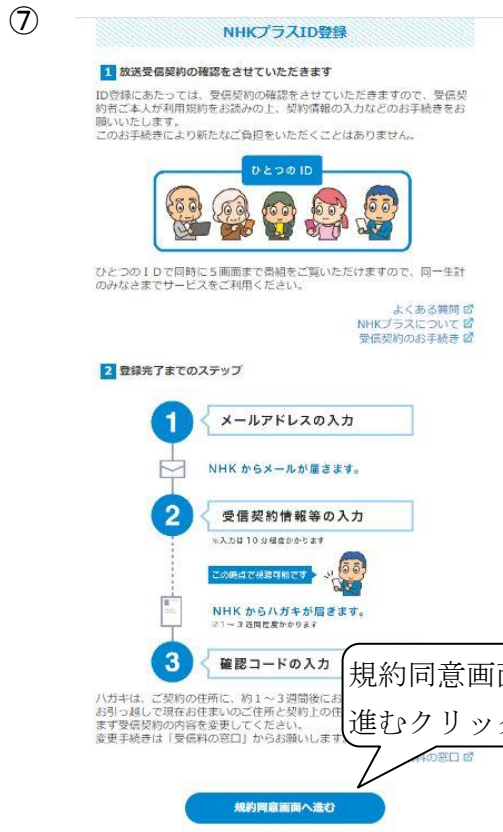 ⑦
NHKプラスID登録
1 放送受信契約の確認をさせていただきます
ID登録にあたっては、受信契約の確認をさせていただきますので、受信契
約者ご本人が利用規約をお読みの上、契約情報の入力などのお手続きをお
願いいたします。
このお手続きにより新たなご負担をいただくことはありません。
ひとつの ID
ひとつのＩＤで同時に５画面まで番組をご覧いただけますので、同一生計
のみなさまでサービスをご利用ください。
よくある質問
NHKプラスについて
受信契約のお手続き
2 登録完了までのステップ
1 メールアドレスの入力
NHK からメールが届きます。
2 受信契約情報等の入力
※入力は 10 分程度かかります
この時点で視聴可能です
NHK からハガキが届きます。
※1～3 週間程度かかります
3 確認コードの入力
規約同意画
進むクリッ
ハガキは、ご契約の住所に、約１～３週間後にお
お引っ越しで現在お住まいのご住所と契約上の住
まず受信契約の内容を変更してください。
変更手続きは「受信料の窓口」からお願いします
料の窓口
規約同意画面へ進む